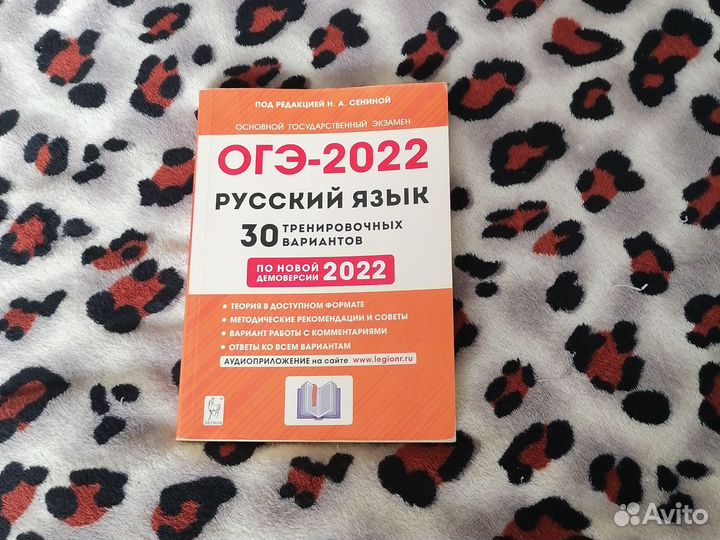 ПОД РЕДАКЦИЕЙ Н. А. СЕНИНОЙ
ОСНОВНОЙ ГОСУДАРСТВЕННЫЙ ЭКЗАМЕН
ОГЭ-2022
РУССКИЙ ЯЗЫК
30 ТРЕНИРОВОЧНЫХ
ВАРИАНТОВ
ПО НОВОЙ
ДЕМОВЕРСИИ 2022
• ТЕОРИЯ В ДОСТУПНОМ ФОРМАТЕ
• МЕТОДИЧЕСКИЕ РЕКОМЕНДАЦИИ И СОВЕТЫ
• ВАРИАНТ РАБОТЫ С КОММЕНТАРИЯМИ
• ОТВЕТЫ КО ВСЕМ ВАРИАНТАМ
АУДИОПРИЛОЖЕНИЕ на сайте www.legionr.ru
ЛЕГИОН
Avito